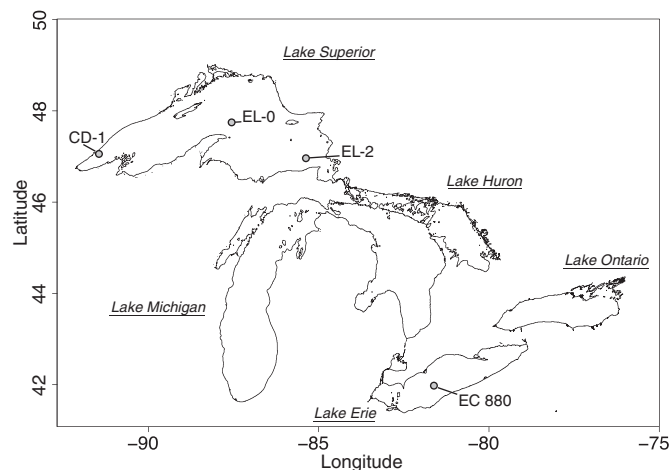 50
Lake Superior
48
EL-0
CD-1
EL-2
Lake Huron
46
Latitude
Lake Ontario
44
Lake Michigan
42
EC 880
Lake Erie
−90
−85
−80
−75
Longitude